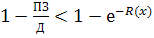 1 − ПЗ/Д < 1 − e^{−R(x)}